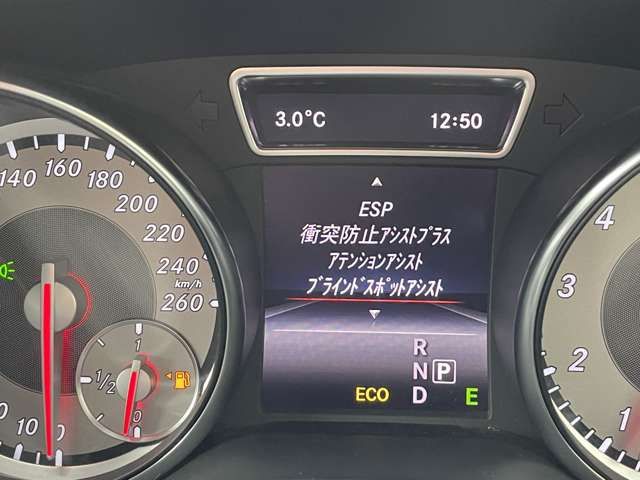 3.0°C 12:50
140 160 180 200 220 240 260
km/h
10 0
1 1/2 0
ESP
衝突防止アシストプラス
アテンションアシスト
ブラインドスポットアシスト
R
N P
ECO D E
4
3
2
1